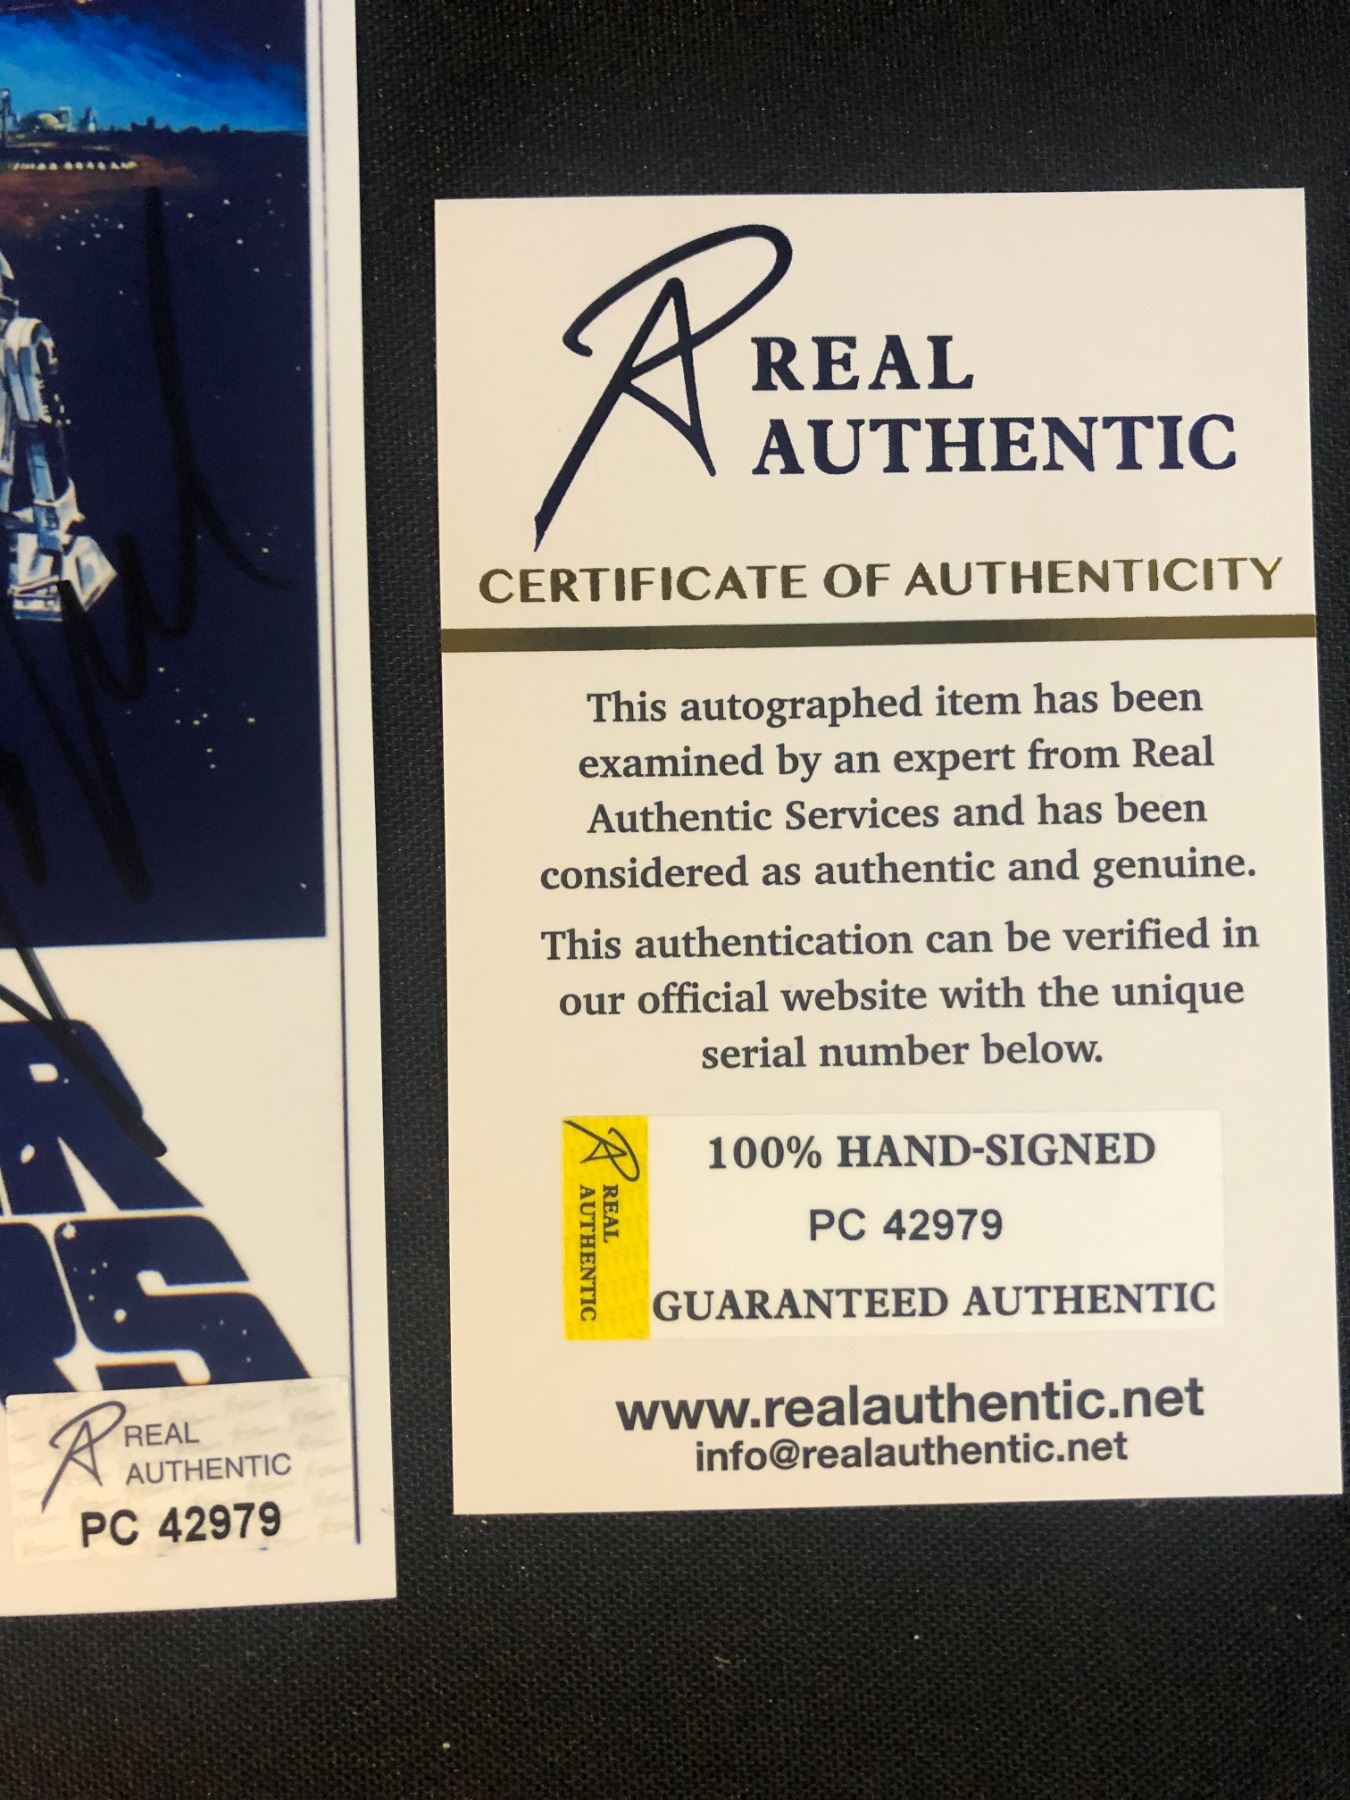 REAL
AUTHENTIC
CERTIFICATE OF AUTHENTICITY
This autographed item has been
examined by an expert from Real
Authentic Services and has been
considered as authentic and genuine.
This authentication can be verified in
our official website with the unique
serial number below.
REAL
AUTHENTIC
100% HAND-SIGNED
PC 42979
GUARANTEED AUTHENTIC
www.realauthentic.net
info@realauthentic.net
R
S
REAL
AUTHENTIC
PC 42979